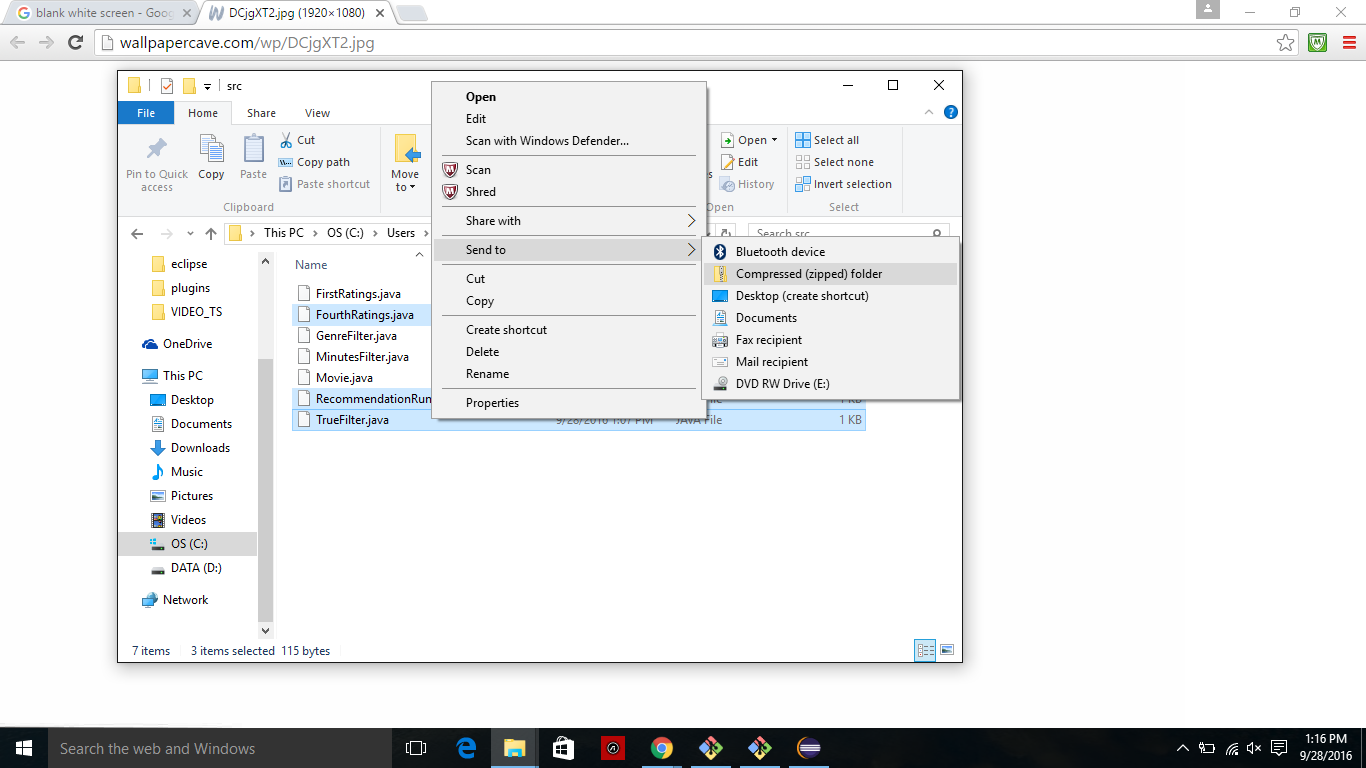 blank white screen - Goog
DCjgXT2.jpg (1920×1080)
wallpapercave.com/wp/DCjgXT2.jpg
src
File
Home
Share
View
Pin to Quick access
Copy
Paste
Cut
Copy path
Paste shortcut
Clipboard
Move to
Open
Edit
History
Open
Select all
Select none
Invert selection
Select
This PC
OS (C:)
Users
Search src
eclipse
plugins
VIDEO_TS
OneDrive
This PC
Desktop
Documents
Downloads
Music
Pictures
Videos
OS (C:)
DATA (D:)
Network
Name
FirstRatings.java
FourthRatings.java
GenreFilter.java
MinutesFilter.java
Movie.java
RecommendationRun
TrueFilter.java
9/28/2016 1:07 PM
JAVA File
1 KB
Open
Edit
Scan with Windows Defender...
Scan
Shred
Share with
Send to
Cut
Copy
Create shortcut
Delete
Rename
Properties
Bluetooth device
Compressed (zipped) folder
Desktop (create shortcut)
Documents
Fax recipient
Mail recipient
DVD RW Drive (E:)
7 items
3 items selected 115 bytes
Search the web and Windows
1:16 PM
9/28/2016